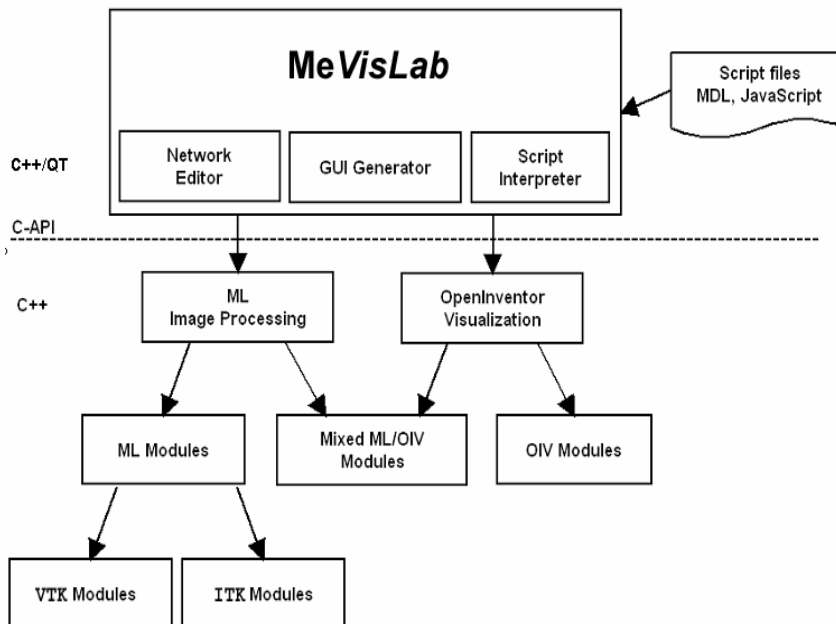 MeVisLab
Script files
MDL, JavaScript
Network
Editor
GUI Generator
Script
Interpreter
C++/QT
C-API
C++
ML
Image Processing
OpenInventor
Visualization
ML Modules
Mixed ML/OIV
Modules
OIV Modules
VTK Modules
ITK Modules